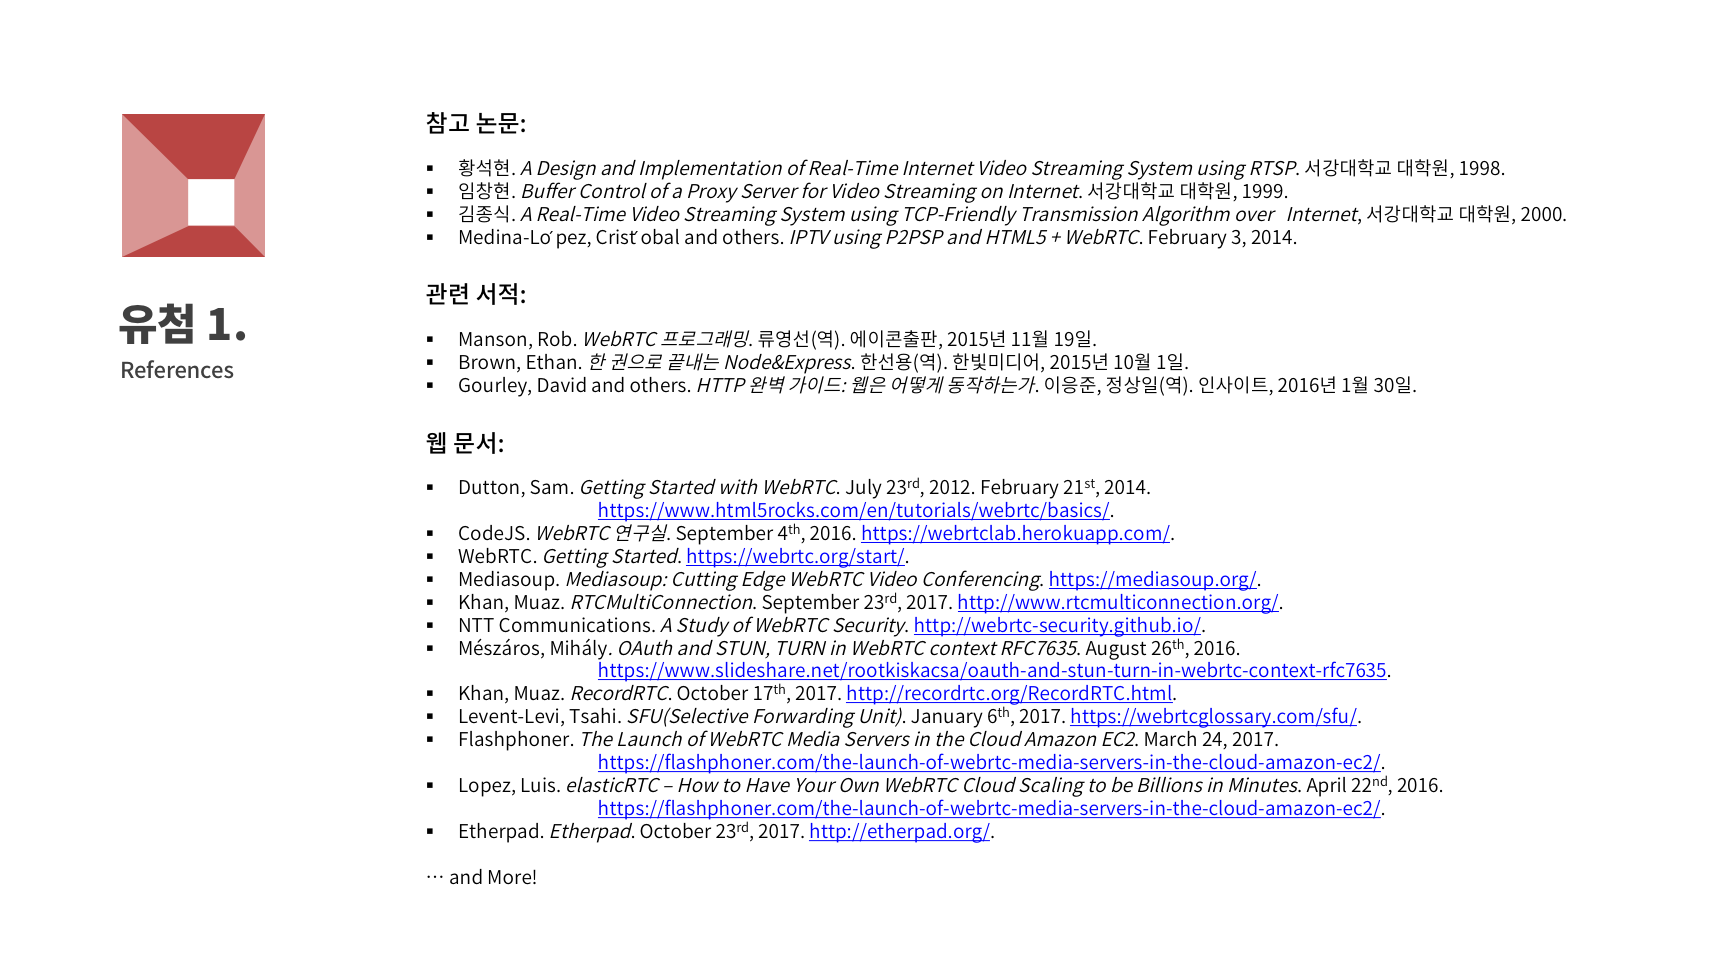 유첨 1.
References
참고 논문:
▪ 황석현. A Design and Implementation of Real-Time Internet Video Streaming System using RTSP. 서강대학교 대학원, 1998.
▪ 임창현. Buffer Control of a Proxy Server for Video Streaming on Internet. 서강대학교 대학원, 1999.
▪ 김종식. A Real-Time Video Streaming System using TCP-Friendly Transmission Algorithm over Internet, 서강대학교 대학원, 2000.
▪ Medina-Lo ́pez, Crist ́obal and others. IPTV using P2PSP and HTML5 + WebRTC. February 3, 2014.
관련 서적:
▪ Manson, Rob. WebRTC 프로그래밍. 류영선(역). 에이콘출판, 2015년 11월 19일.
▪ Brown, Ethan. 한 권으로 끝내는 Node&Express. 한선용(역). 한빛미디어, 2015년 10월 1일.
▪ Gourley, David and others. HTTP 완벽 가이드: 웹은 어떻게 동작하는가. 이응준, 정상일(역). 인사이트, 2016년 1월 30일.
웹 문서:
▪ Dutton, Sam. Getting Started with WebRTC. July 23rd, 2012. February 21st, 2014.
https://www.html5rocks.com/en/tutorials/webrtc/basics/.
▪ CodeJS. WebRTC 연구실. September 4th, 2016. https://webrtclab.herokuapp.com/.
▪ WebRTC. Getting Started. https://webrtc.org/start/.
▪ Mediasoup. Mediasoup: Cutting Edge WebRTC Video Conferencing. https://mediasoup.org/.
▪ Khan, Muaz. RTCMultiConnection. September 23rd, 2017. http://www.rtcmulticonnection.org/.
▪ NTT Communications. A Study of WebRTC Security. http://webrtc-security.github.io/.
▪ Mészáros, Mihály. OAuth and STUN, TURN in WebRTC context RFC7635. August 26th, 2016.
https://www.slideshare.net/rootkiskacsa/oauth-and-stun-turn-in-webrtc-context-rfc7635.
▪ Khan, Muaz. RecordRTC. October 17th, 2017. http://recordrtc.org/RecordRTC.html.
▪ Levent-Levi, Tsahi. SFU(Selective Forwarding Unit). January 6th, 2017. https://webrtcglossary.com/sfu/.
▪ Flashphoner. The Launch of WebRTC Media Servers in the Cloud Amazon EC2. March 24, 2017.
https://flashphoner.com/the-launch-of-webrtc-media-servers-in-the-cloud-amazon-ec2/.
▪ Lopez, Luis. elasticRTC – How to Have Your Own WebRTC Cloud Scaling to be Billions in Minutes. April 22nd, 2016.
https://flashphoner.com/the-launch-of-webrtc-media-servers-in-the-cloud-amazon-ec2/.
▪ Etherpad. Etherpad. October 23rd, 2017. http://etherpad.org/.
⋯ and More!